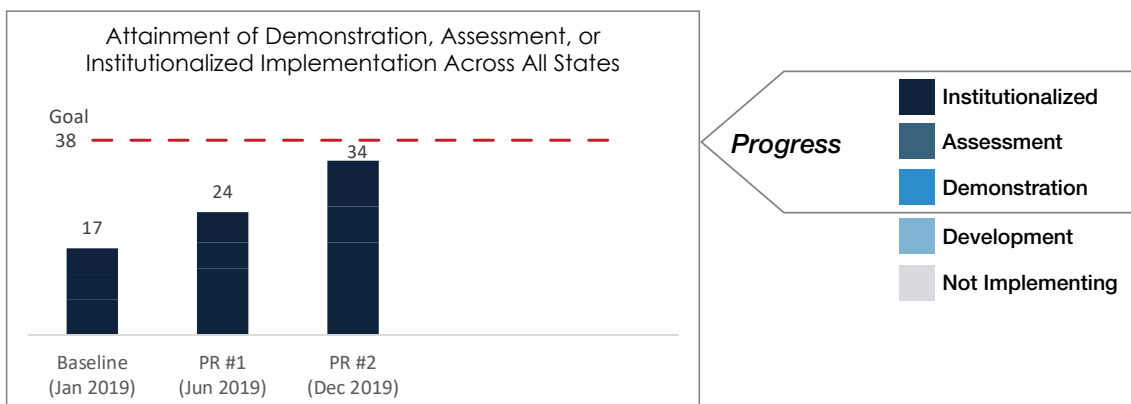 Attainment of Demonstration, Assessment, or
Institutionalized Implementation Across All States
Goal
38
17
24
34
Baseline
(Jan 2019)
PR #1
(Jun 2019)
PR #2
(Dec 2019)
Progress
Institutionalized
Assessment
Demonstration
Development
Not Implementing